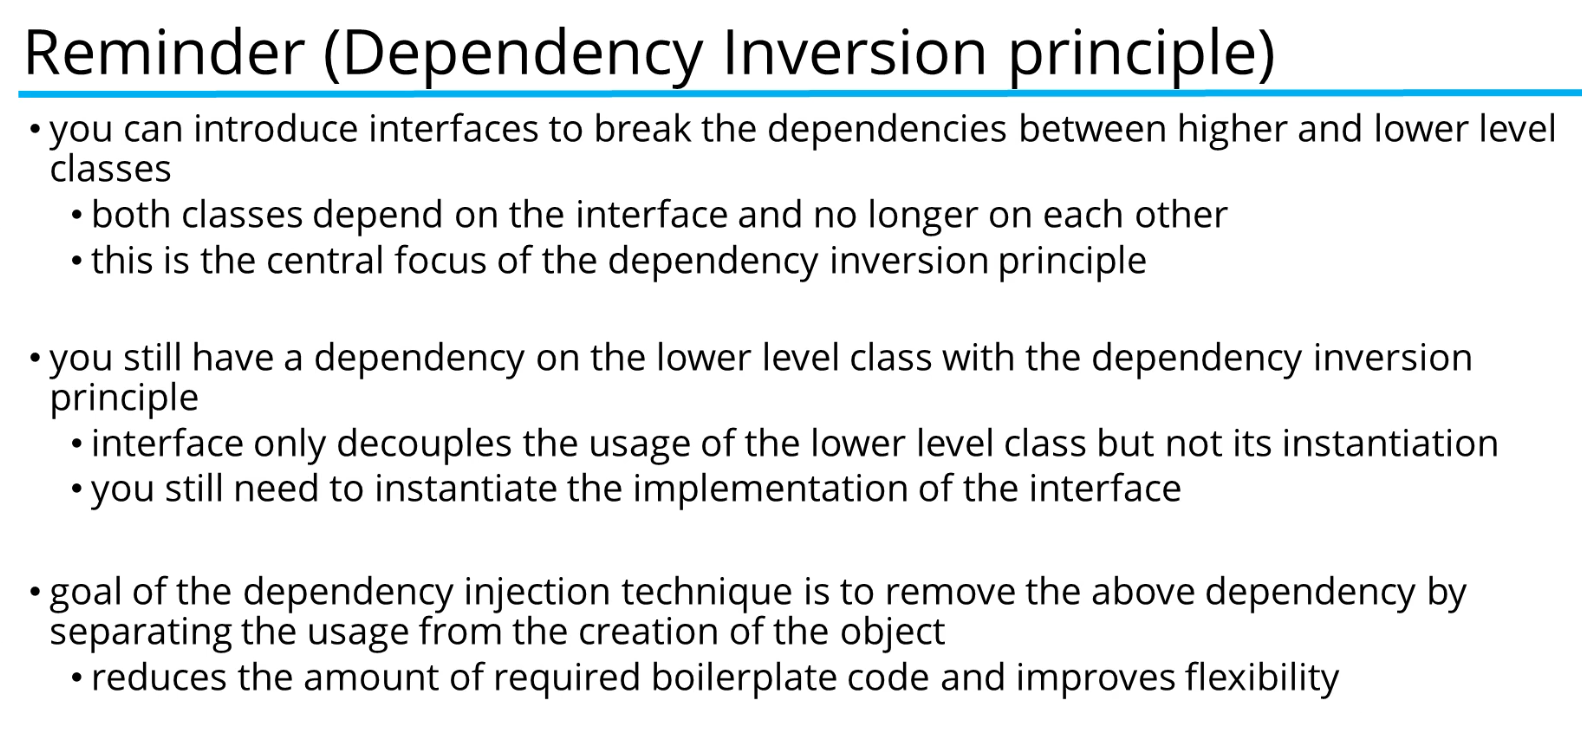 Reminder (Dependency Inversion principle)
• you can introduce interfaces to break the dependencies between higher and lower level
classes
• both classes depend on the interface and no longer on each other
• this is the central focus of the dependency inversion principle
• you still have a dependency on the lower level class with the dependency inversion
principle
• interface only decouples the usage of the lower level class but not its instantiation
• you still need to instantiate the implementation of the interface
• goal of the dependency injection technique is to remove the above dependency by
separating the usage from the creation of the object
• reduces the amount of required boilerplate code and improves flexibility